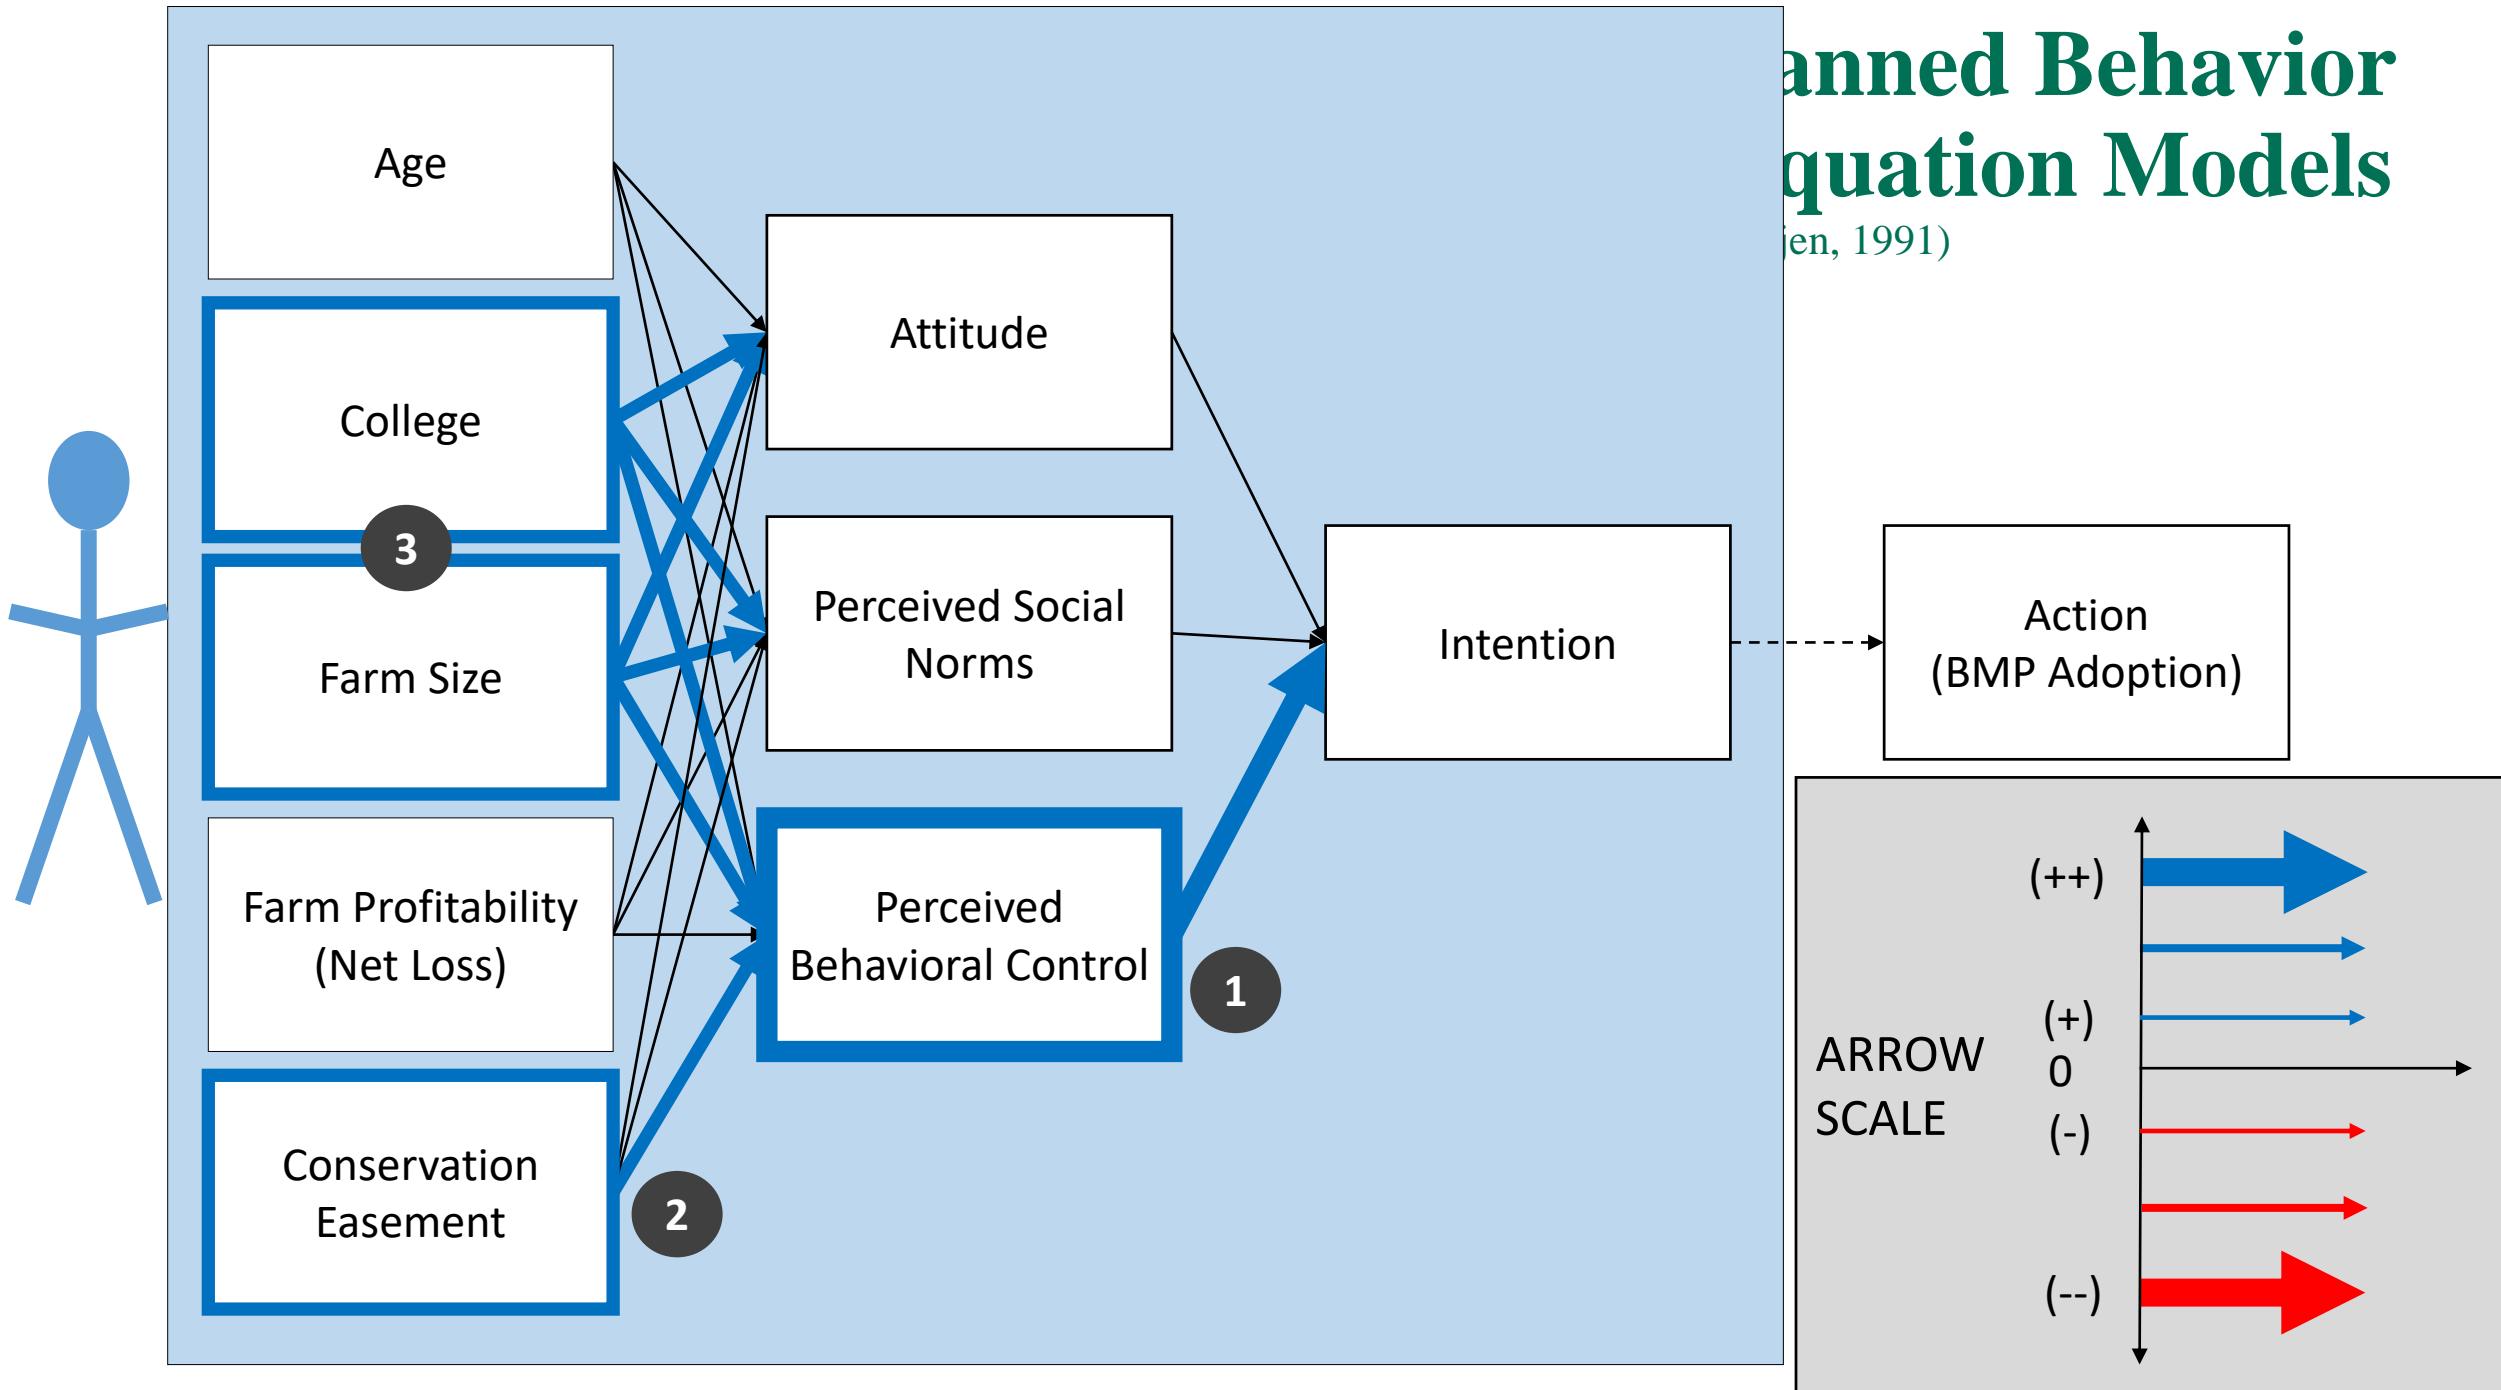 anned Behavior
quation Models
jen, 1991)
Age
College
3
Farm Size
Farm Profitability
(Net Loss)
Conservation
Easement
2
Attitude
Perceived Social
Norms
Perceived
Behavioral Control
1
Intention
Action
(BMP Adoption)
ARROW
SCALE
(++)
(+)
0
(-)
(--)